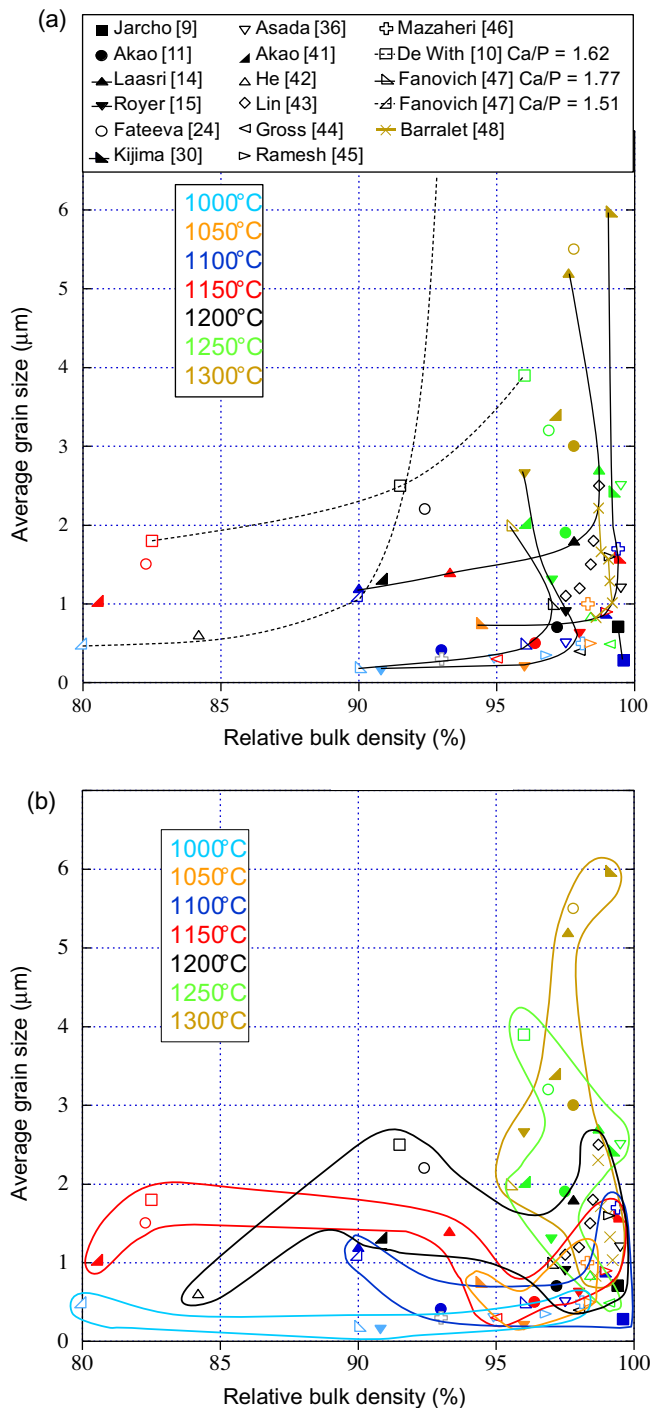 (a)
Jarcho [9]
Akao [11]
Laasri [14]
Royer [15]
Fateeva [24]
Kijima [30]
Asada [36]
Akao [41]
He [42]
Lin [43]
Gross [44]
Ramesh [45]
Mazaheri [46]
De With [10] Ca/P = 1.62
Fanovich [47] Ca/P = 1.77
Fanovich [47] Ca/P = 1.51
Barralet [48]
1000°C
1050°C
1100°C
1150°C
1200°C
1250°C
1300°C
Average grain size (μm)
6
5
4
3
2
1
0
80
85
90
95
100
Relative bulk density (%)
(b)
1000°C
1050°C
1100°C
1150°C
1200°C
1250°C
1300°C
Average grain size (μm)
6
5
4
3
2
1
0
80
85
90
95
100
Relative bulk density (%)